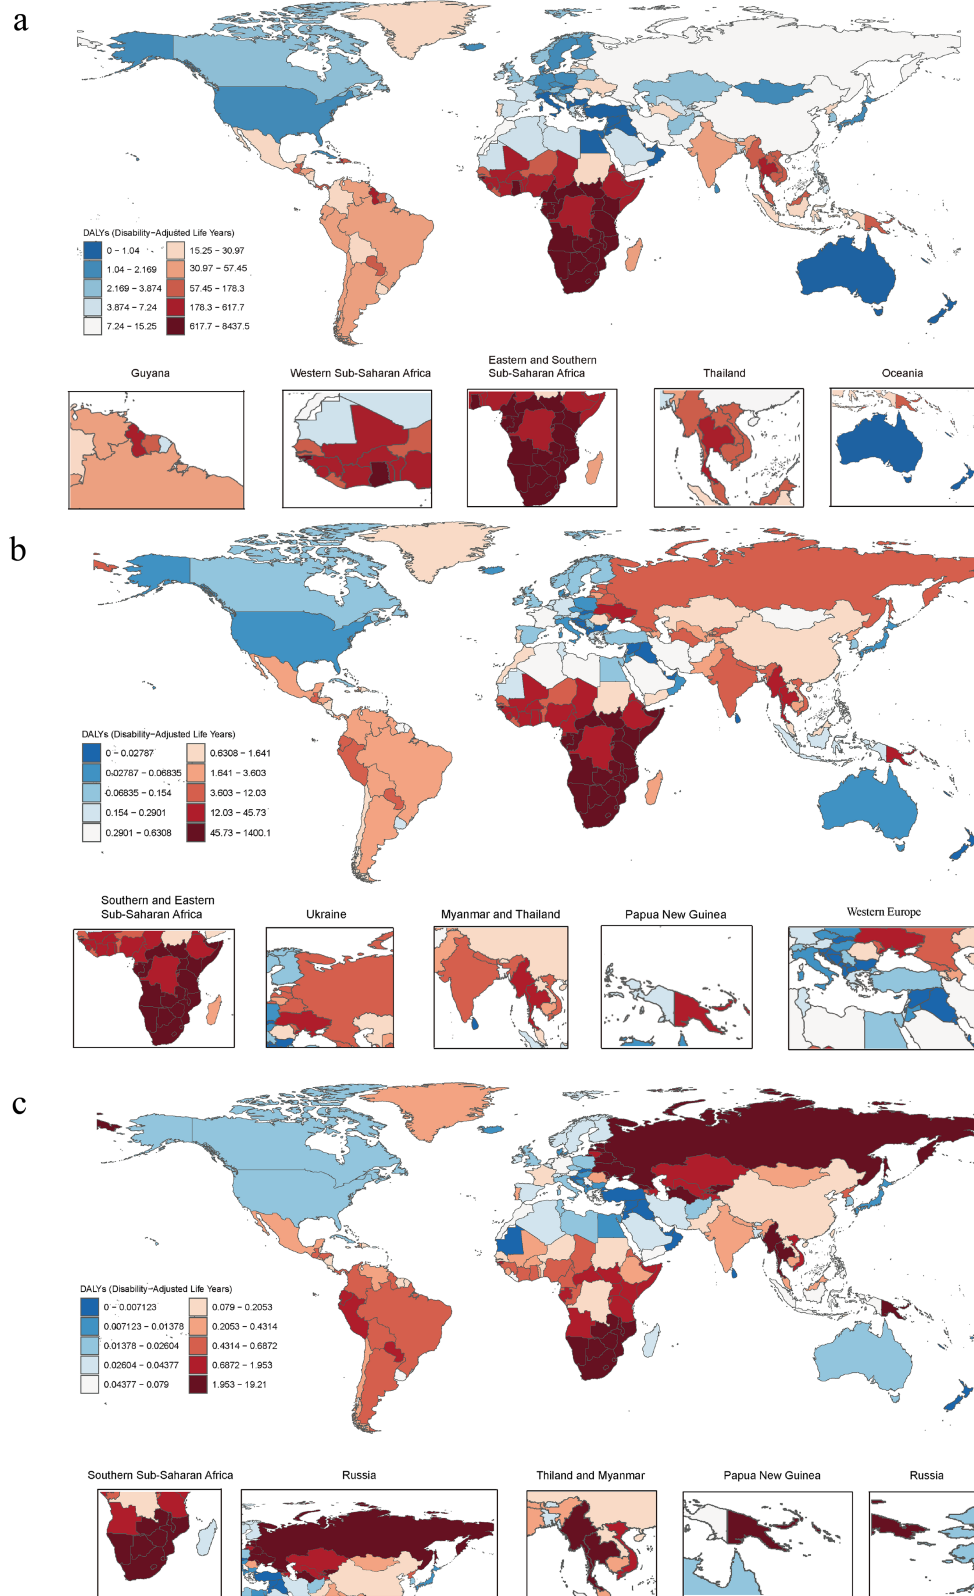 a
DALYs (Disability−Adjusted Life Years)
0 − 1.04
15.25 − 30.97
1.04 − 2.169
30.97 − 57.45
2.169 − 3.874
57.45 − 178.3
3.874 − 7.24
178.3 − 617.7
7.24 − 15.25
617.7 − 8437.5
Guyana
Western Sub-Saharan Africa
Eastern and Southern
Sub-Saharan Africa
Thailand
Oceania
b
DALYs (Disability−Adjusted Life Years)
0 − 0.02787
0.6308 − 1.641
0.02787 − 0.06835
1.641 − 3.603
0.06835 − 0.154
3.603 − 12.03
0.154 − 0.2901
12.03 − 45.73
0.2901 − 0.6308
45.73 − 1400.1
Southern and Eastern
Sub-Saharan Africa
Ukraine
Myanmar and Thailand
Papua New Guinea
Western Europe
c
DALYs (Disability−Adjusted Life Years)
0 − 0.007123
0.079 − 0.2053
0.007123 − 0.01378
0.2053 − 0.4314
0.01378 − 0.02604
0.4314 − 0.6872
0.02604 − 0.04377
0.6872 − 1.953
0.04377 − 0.079
1.953 − 19.21
Southern Sub-Saharan Africa
Russia
Thiland and Myanmar
Papua New Guinea
Russia